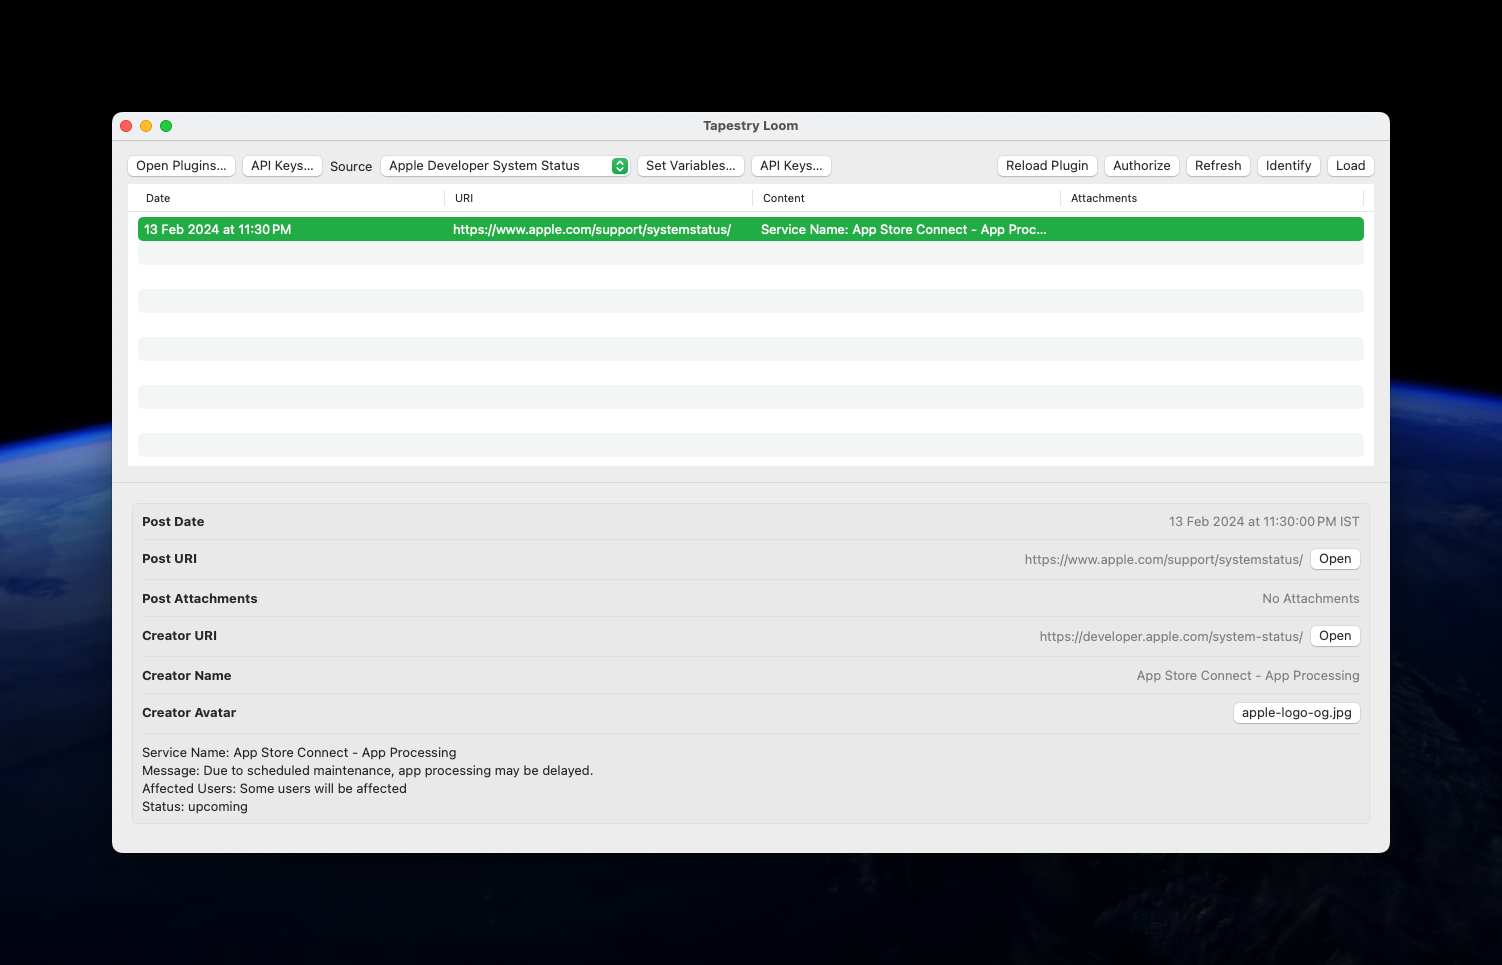 Tapestry Loom
Open Plugins... API Keys... Source Apple Developer System Status Set Variables... API Keys... Reload Plugin Authorize Refresh Identify Load
Date URI Content Attachments
13 Feb 2024 at 11:30 PM https://www.apple.com/support/systemstatus/ Service Name: App Store Connect - App Proc...
Post Date 13 Feb 2024 at 11:30:00 PM IST
Post URI https://www.apple.com/support/systemstatus/ Open
Post Attachments No Attachments
Creator URI https://developer.apple.com/system-status/ Open
Creator Name App Store Connect - App Processing
Creator Avatar apple-logo-og.jpg
Service Name: App Store Connect - App Processing
Message: Due to scheduled maintenance, app processing may be delayed.
Affected Users: Some users will be affected
Status: upcoming